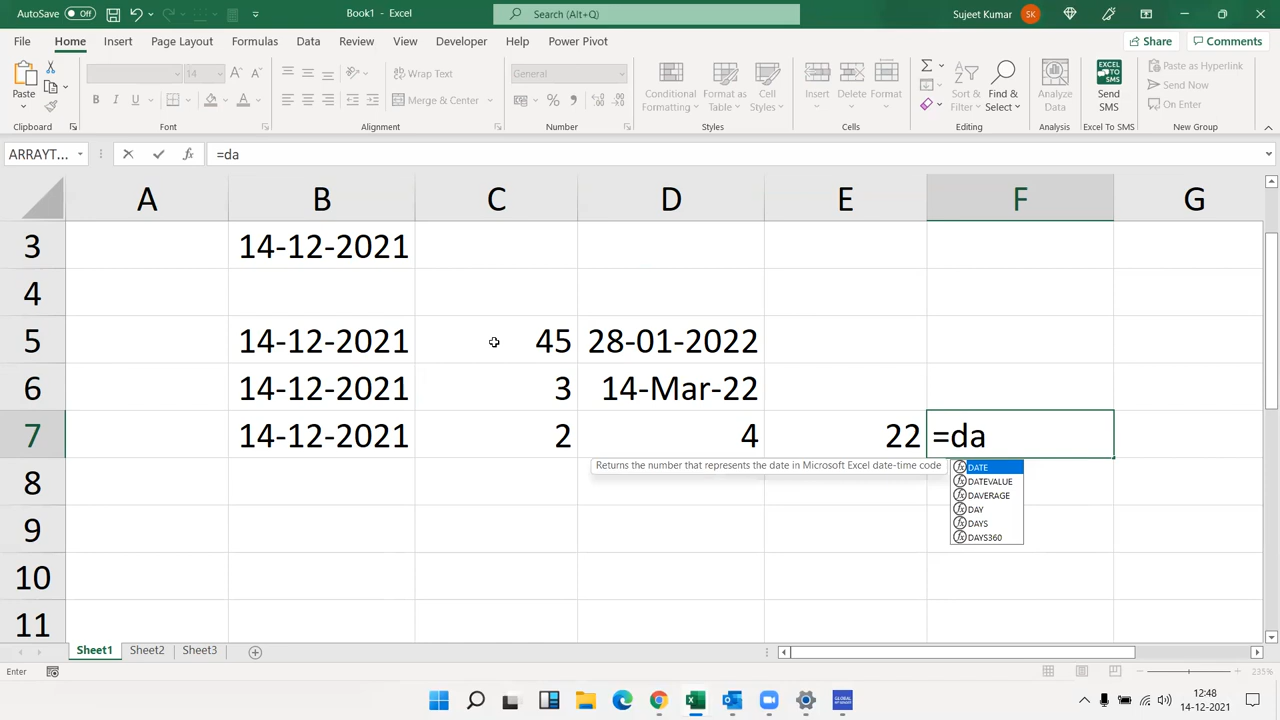 AutoSave Off Book1 - Excel Search (Alt+Q) Sujeet Kumar SK
File Home Insert Page Layout Formulas Data Review View Developer Help Power Pivot Share Comments
Paste 14 Wrap Text General Conditional Formatting Format as Table Cell Styles Insert Delete Format Sort & Filter Find & Select Analyze Data Send SMS Paste as Hyperlink
B I U Merge & Center Send Now
On Enter
Clipboard Font Alignment Number Styles Cells Editing Analysis Excel To SMS New Group
ARRAYT... fx =da
A B C D E F G
3 14-12-2021
4
5 14-12-2021 45 28-01-2022
6 14-12-2021 3 14-Mar-22
7 14-12-2021 2 4 22 =da
Returns the number that represents the date in Microsoft Excel date-time code
DATE
DATEVALUE
DAVERAGE
DAY
DAYS
DAYS360
8
9
10
11
Sheet1 Sheet2 Sheet3
Enter 235%
12:48
14-12-2021